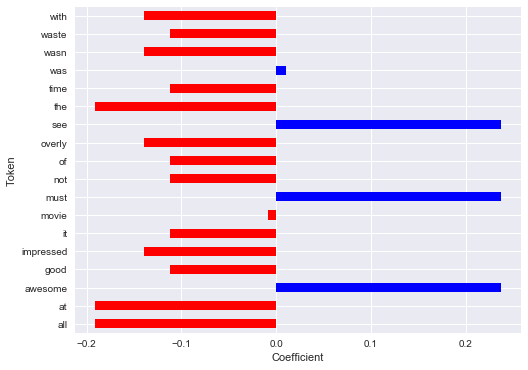 with
waste
wasn
was
time
the
see
overly
of
not
must
movie
it
impressed
good
awesome
at
all
Token
−0.2 −0.1 0.0 0.1 0.2
Coefficient